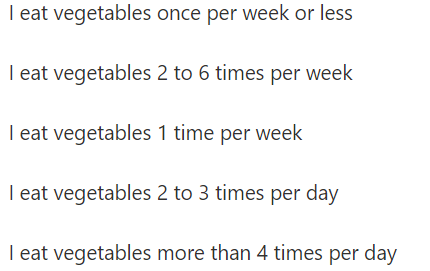 I eat vegetables once per week or less
I eat vegetables 2 to 6 times per week
I eat vegetables 1 time per week
I eat vegetables 2 to 3 times per day
I eat vegetables more than 4 times per day